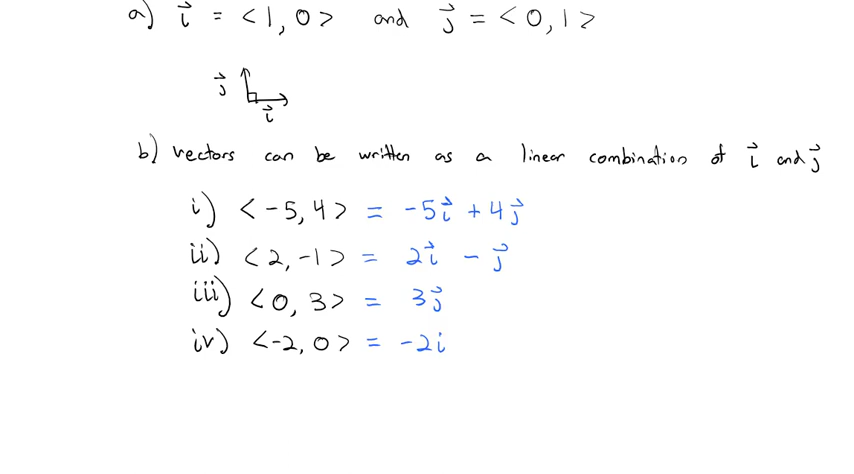 a) i⃗ = < 1, 0 > and j⃗ = < 0, 1 >
j⃗
i⃗
b) vectors can be written as a linear combination of i⃗ and j⃗
i) < -5, 4 > = -5i⃗ + 4j⃗
ii) < 2, -1 > = 2i⃗ - j⃗
iii) < 0, 3 > = 3j⃗
iv) < -2, 0 > = -2i